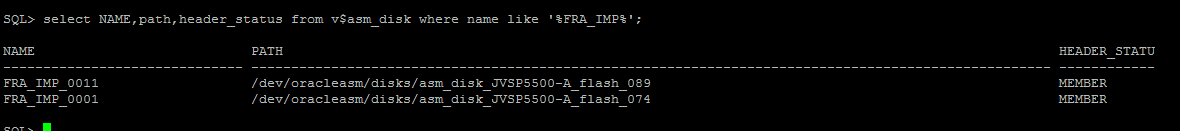 SQL> select NAME,path,header_status from v$asm_disk where name like '%FRA_IMP%';
NAME PATH HEADER_STATU
------------------------------ ---------------------------------------------------------------------------------------------------- ------------
FRA_IMP_0011 /dev/oracleasm/disks/asm_disk_JVSP5500-A_flash_089 MEMBER
FRA_IMP_0001 /dev/oracleasm/disks/asm_disk_JVSP5500-A_flash_074 MEMBER
SQL>